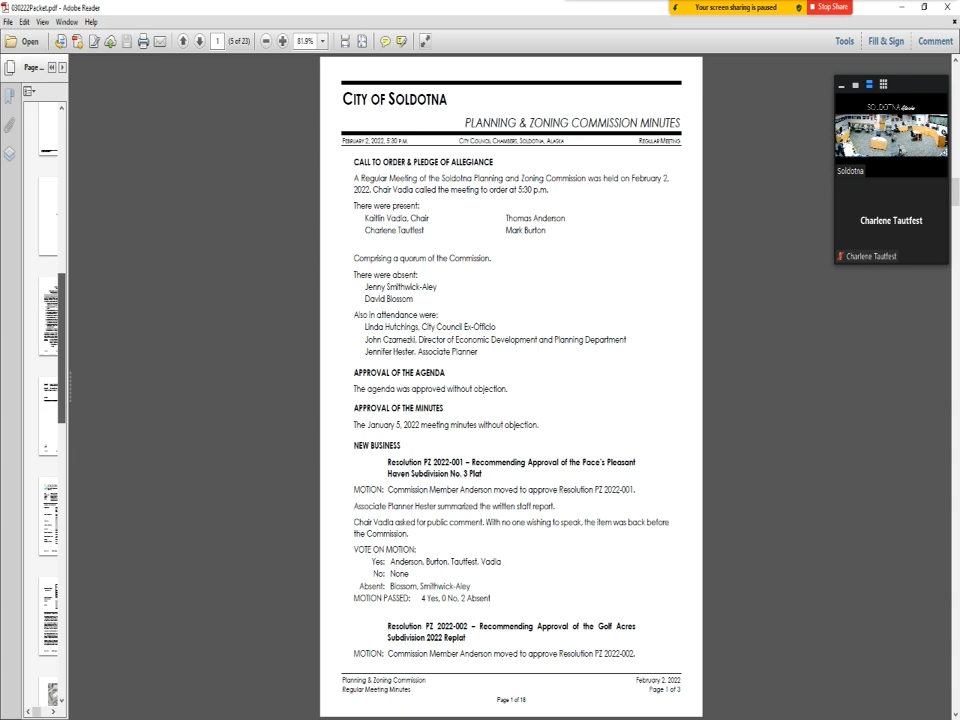 030222Packet.pdf - Adobe Reader
Your screen sharing is paused
Stop Share
File Edit View Window Help
Open
1 (5 of 23)
81.9%
Tools Fill & Sign Comment
Page...
CITY OF SOLDOTNA
PLANNING & ZONING COMMISSION MINUTES
FEBRUARY 2, 2022, 5:30 P.M. CITY COUNCIL CHAMBERS, SOLDOTNA, ALASKA REGULAR MEETING
CALL TO ORDER & PLEDGE OF ALLEGIANCE
A Regular Meeting of the Soldotna Planning and Zoning Commission was held on February 2,
2022. Chair Vadla called the meeting to order at 5:30 p.m.
There were present:
Kaitlin Vadla, Chair Thomas Anderson
Charlene Tautfest Mark Burton
Comprising a quorum of the Commission.
There were absent:
Jenny Smithwick-Aley
David Blossom
Also in attendance were:
Linda Hutchings, City Council Ex-Officio
John Czarnezki, Director of Economic Development and Planning Department
Jennifer Hester, Associate Planner
APPROVAL OF THE AGENDA
The agenda was approved without objection.
APPROVAL OF THE MINUTES
The January 5, 2022 meeting minutes without objection.
NEW BUSINESS
Resolution PZ 2022-001 – Recommending Approval of the Pace's Pleasant
Haven Subdivision No. 3 Plat
MOTION: Commission Member Anderson moved to approve Resolution PZ 2022-001.
Associate Planner Hester summarized the written staff report.
Chair Vadla asked for public comment. With no one wishing to speak, the item was back before
the Commission.
VOTE ON MOTION:
Yes: Anderson, Burton, Tautfest, Vadla
No: None
Absent: Blossom, Smithwick-Aley
MOTION PASSED: 4 Yes, 0 No, 2 Absent
Resolution PZ 2022-002 – Recommending Approval of the Golf Acres
Subdivision 2022 Replat
MOTION: Commission Member Anderson moved to approve Resolution PZ 2022-002.
Planning & Zoning Commission February 2, 2022
Regular Meeting Minutes Page 1 of 3
Page 1 of 18
SOLDOTNA
Soldotna
Charlene Tautfest
Charlene Tautfest